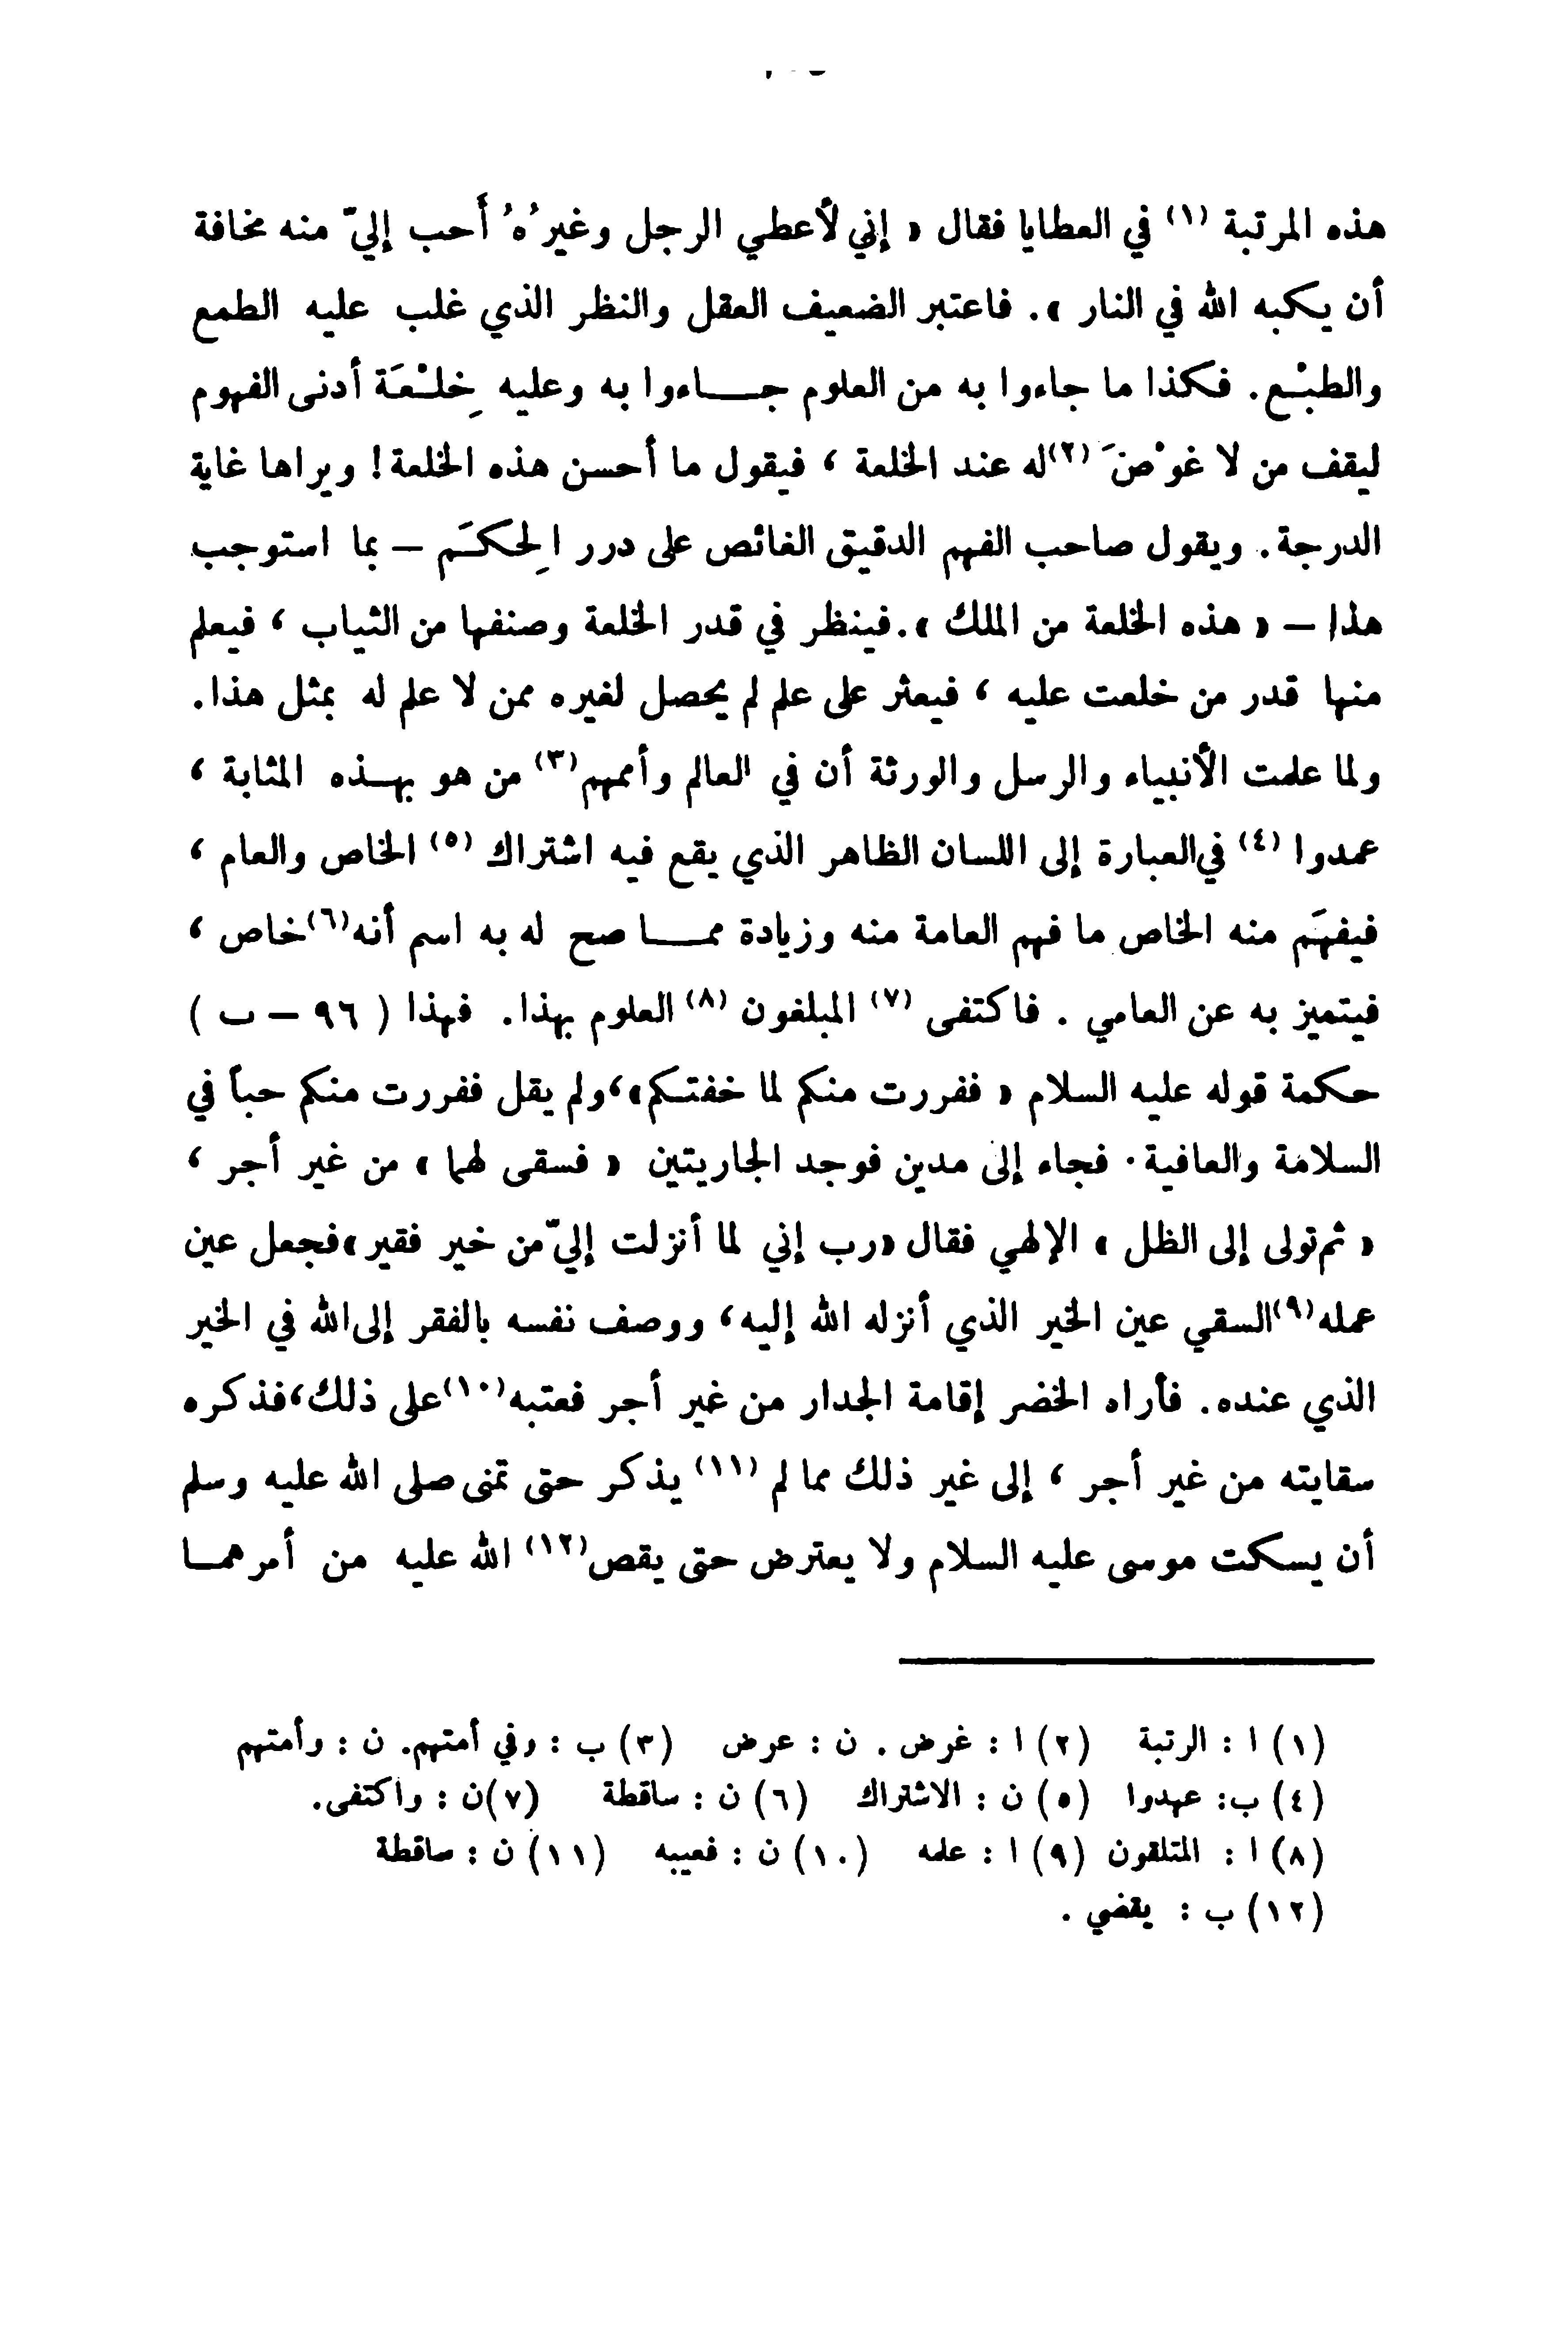 هذه المرتبة (١) في العطايا فقال « إني لأعطي الرجل وغيرُهُ أَحب إليّ منه مخافة
أن يكبه الله في النار ». فاعتبر الضعيف العقل والنظر الذي غلب عليه الطمع
والطبْع. فكذا ما جاءوا به من العلوم جاءوا به وعليه خِلْعَة أدنى الفهوم
ليقف من لا غوْصَ (٢) له عند الخلعة ، فيقول ما أحسن هذه الخلعة! ويراها غاية
الدرجة. ويقول صاحب الفهم الدقيق الغائص على درر الحِكَم – بما استوجب
هذا – « هذه الخلعة من الملك ».فينظر في قدر الخلعة وصنفها من الثياب ، فيعلم
منها قدر من خلعت عليه ، فيعثر على علم لم يحصل لغيره ممن لا علم له بمثل هذا.
ولما علمت الأنبياء والرسل والورثة أن في العالم وأممهم (٣) من هو بهذه المثابة ،
عمدوا (٤) في العبارة إلى اللسان الظاهر الذي يقع فيه اشتراك (٥) الخاص والعام ،
فيفهَم منه الخاص ما فهم العامة منه وزيادة مما صح له به اسم أنه (٦) خاص ،
فيتميز به عن العامي . فاكتفى (٧) المبلغون (٨) العلوم بهذا. فهذا ( ٩٦ – ب )
حكمة قوله عليه السلام « ففررت منكم لما خفتكم»، ولم يقل ففررت منكم حباً في
السلامة والعافية. فجاء إلى مدين فوجد الجاريتين « فسقى لهما » من غير أجر ،
« ثم تولى إلى الظل » الإلهي فقال «رب إني لما أنزلت إليّ من خير فقير» فجعل عين
عمله (٩) السقي عين الخير الذي أنزله الله إليه، ووصف نفسه بالفقر إلى الله في الخير
الذي عنده. فأراه الخضر إقامة الجدار من غير أجر فعتبه (١٠) على ذلك، فذكره
سقايته من غير أجر ، إلى غير ذلك مما لم (١١) يذكر حتى تمنى صلى الله عليه وسلم
أن يسكت موسى عليه السلام ولا يعترض حتى يقص (١٢) الله عليه من أمرهما
(١) ا : الرتبة (٢) ا : غرض . ن : عرض (٣) ب : وفي أمتهم. ن : وأمتهم
(٤) ب: عهدوا (٥) ن : الاشتراك (٦) ن : ساقطة (٧) ن : واكتفى.
(٨) ا : المتلقون (٩) ا : علمه (١٠) ن : فعيبه (١١) ن : ساقطة
(١٢) ب : يقضي .